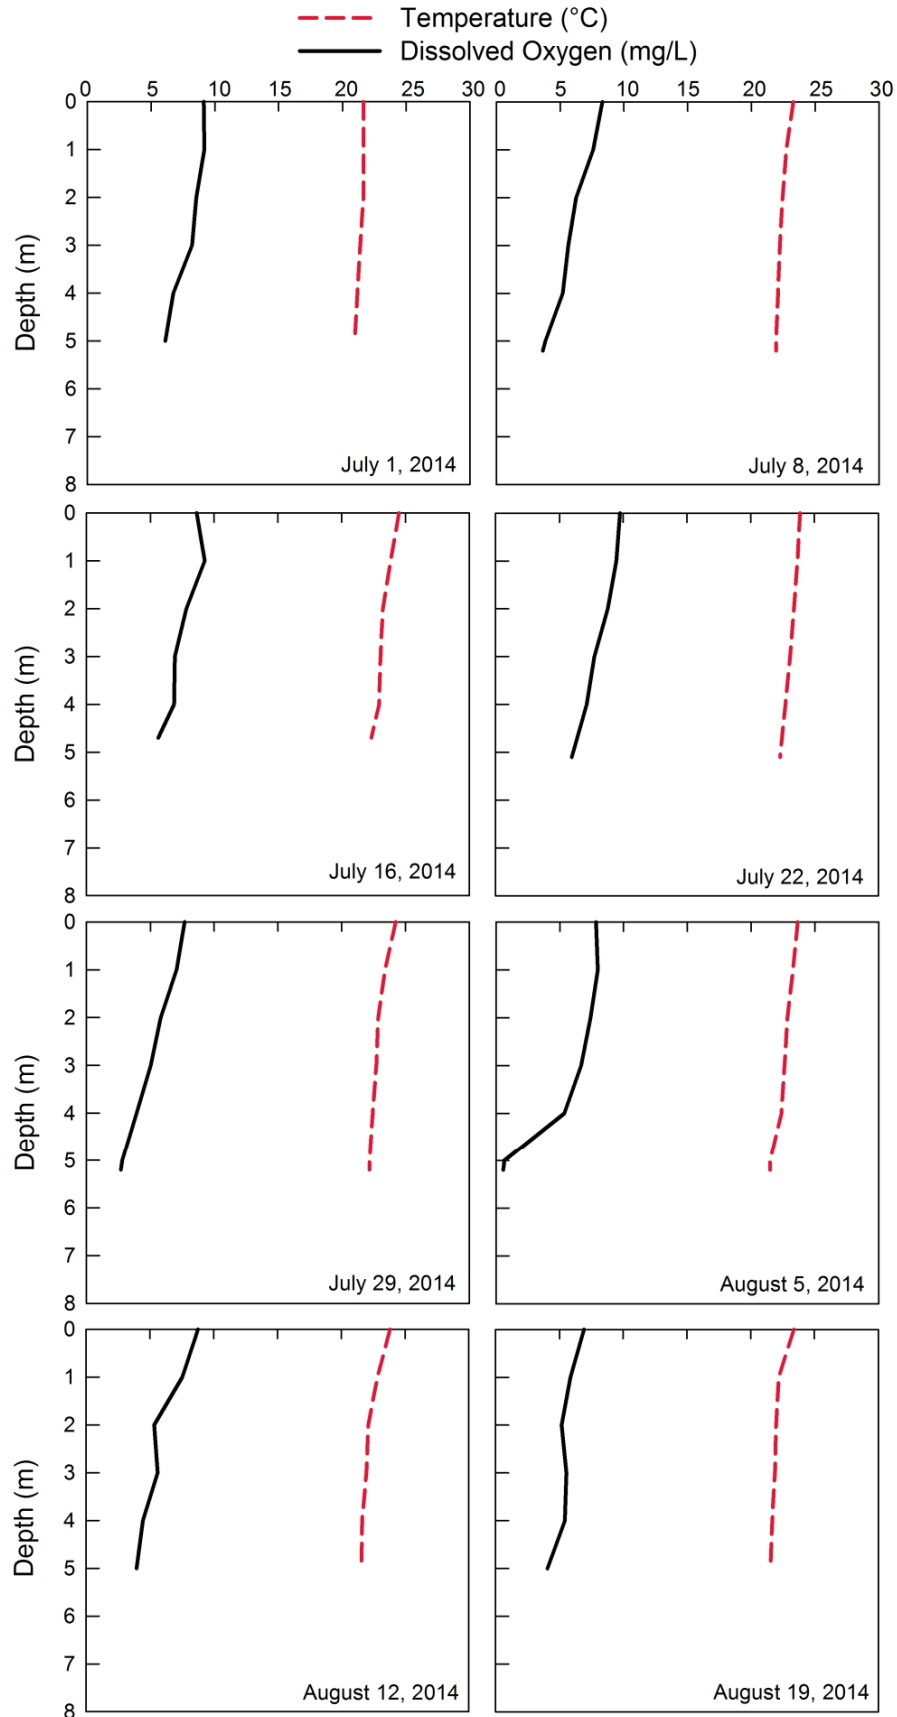 Temperature (°C)
Dissolved Oxygen (mg/L)
0 5 10 15 20 25 30 0 5 10 15 20 25 30
0
1
2
3
4
5
6
7
8
Depth (m)
July 1, 2014
July 8, 2014
0
1
2
3
4
5
6
7
8
Depth (m)
July 16, 2014
July 22, 2014
0
1
2
3
4
5
6
7
8
Depth (m)
July 29, 2014
August 5, 2014
0
1
2
3
4
5
6
7
8
Depth (m)
August 12, 2014
August 19, 2014